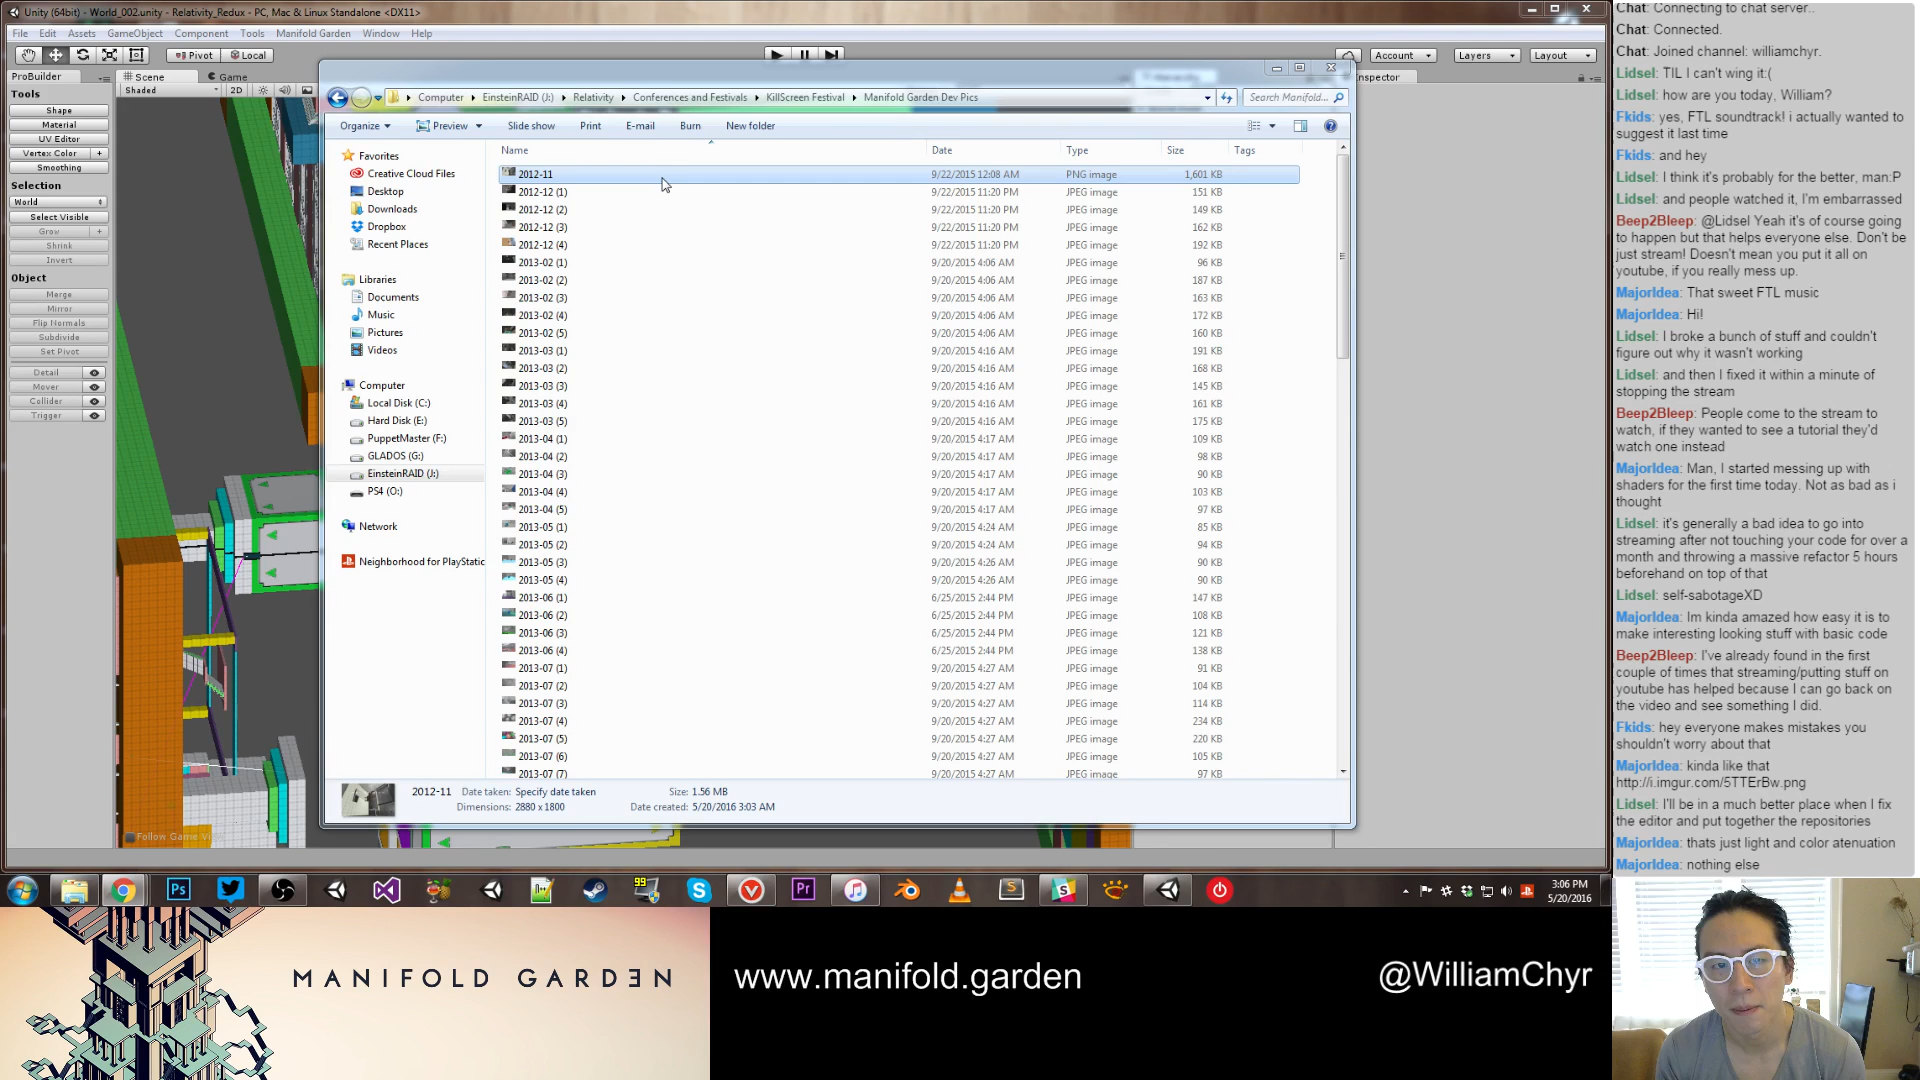 Unity (64bit) - World_002.unity - Relativity_Redux - PC, Mac & Linux Standalone <DX11>
File Edit Assets GameObject Component Tools Manifold Garden Window Help
Pivot Local Account Layers Layout
ProBuilder Scene Game Inspector
Shaded 2D
Tools
Shape
Material
UV Editor
Vertex Color +
Smoothing
Selection
World
Select Visible
Grow +
Shrink
Invert
Object
Merge
Mirror
Flip Normals
Subdivide
Set Pivot
Detail
Mover
Collider
Trigger
Follow Game
Computer EinsteinRAID (J:) Relativity Conferences and Festivals KillScreen Festival Manifold Garden Dev Pics
Search Manifold...
Organize Preview Slide show Print E-mail Burn New folder
Favorites
Creative Cloud Files
Desktop
Downloads
Dropbox
Recent Places
Libraries
Documents
Music
Pictures
Videos
Computer
Local Disk (C:)
Hard Disk (E:)
PuppetMaster (F:)
GLADOS (G:)
EinsteinRAID (J:)
PS4 (O:)
Network
Neighborhood for PlayStatic
Name Date Type Size Tags
2012-11 9/22/2015 12:08 AM PNG image 1,601 KB
2012-12 (1) 9/22/2015 11:20 PM JPEG image 151 KB
2012-12 (2) 9/22/2015 11:20 PM JPEG image 149 KB
2012-12 (3) 9/22/2015 11:20 PM JPEG image 162 KB
2012-12 (4) 9/22/2015 11:20 PM JPEG image 192 KB
2013-02 (1) 9/20/2015 4:06 AM JPEG image 96 KB
2013-02 (2) 9/20/2015 4:06 AM JPEG image 187 KB
2013-02 (3) 9/20/2015 4:06 AM JPEG image 163 KB
2013-02 (4) 9/20/2015 4:06 AM JPEG image 172 KB
2013-02 (5) 9/20/2015 4:06 AM JPEG image 160 KB
2013-03 (1) 9/20/2015 4:16 AM JPEG image 191 KB
2013-03 (2) 9/20/2015 4:16 AM JPEG image 168 KB
2013-03 (3) 9/20/2015 4:16 AM JPEG image 145 KB
2013-03 (4) 9/20/2015 4:16 AM JPEG image 161 KB
2013-03 (5) 9/20/2015 4:16 AM JPEG image 175 KB
2013-04 (1) 9/20/2015 4:17 AM JPEG image 109 KB
2013-04 (2) 9/20/2015 4:17 AM JPEG image 98 KB
2013-04 (3) 9/20/2015 4:17 AM JPEG image 90 KB
2013-04 (4) 9/20/2015 4:17 AM JPEG image 103 KB
2013-04 (5) 9/20/2015 4:17 AM JPEG image 97 KB
2013-05 (1) 9/20/2015 4:24 AM JPEG image 85 KB
2013-05 (2) 9/20/2015 4:24 AM JPEG image 94 KB
2013-05 (3) 9/20/2015 4:26 AM JPEG image 90 KB
2013-05 (4) 9/20/2015 4:26 AM JPEG image 90 KB
2013-06 (1) 6/25/2015 2:44 PM JPEG image 147 KB
2013-06 (2) 6/25/2015 2:44 PM JPEG image 108 KB
2013-06 (3) 6/25/2015 2:44 PM JPEG image 121 KB
2013-06 (4) 6/25/2015 2:44 PM JPEG image 138 KB
2013-07 (1) 9/20/2015 4:27 AM JPEG image 91 KB
2013-07 (2) 9/20/2015 4:27 AM JPEG image 104 KB
2013-07 (3) 9/20/2015 4:27 AM JPEG image 114 KB
2013-07 (4) 9/20/2015 4:27 AM JPEG image 234 KB
2013-07 (5) 9/20/2015 4:27 AM JPEG image 220 KB
2013-07 (6) 9/20/2015 4:27 AM JPEG image 105 KB
2013-07 (7) 9/20/2015 4:27 AM JPEG image 97 KB
2012-11 Date taken: Specify date taken Size: 1.56 MB
Dimensions: 2880 x 1800 Date created: 5/20/2016 3:03 AM
Chat: Connecting to chat server..
Chat: Connected.
Chat: Joined channel: williamchyr.
Lidsel: TIL I can't wing it:(
Lidsel: how are you today, William?
Fkids: yes, FTL soundtrack! i actually wanted to
suggest it last time
Fkids: and hey
Lidsel: I think it's probably for the better, man:P
Lidsel: and people watched it, I'm embarrassed
Beep2Bleep: @Lidsel Yeah it's of course going
to happen but that helps everyone else. Don't be
just stream! Doesn't mean you put it all on
youtube, if you really mess up.
MajorIdea: That sweet FTL music
MajorIdea: Hi!
Lidsel: I broke a bunch of stuff and couldn't
figure out why it wasn't working
Lidsel: and then I fixed it within a minute of
stopping the stream
Beep2Bleep: People come to the stream to
watch, if they wanted to see a tutorial they'd
watch one instead
MajorIdea: Man, I started messing up with
shaders for the first time today. Not as bad as i
thought
Lidsel: it's generally a bad idea to go into
streaming after not touching your code for over a
month and throwing a massive refactor 5 hours
beforehand on top of that
Lidsel: self-sabotageXD
MajorIdea: Im kinda amazed how easy it is to
make interesting looking stuff with basic code
Beep2Bleep: I've already found in the first
couple of times that streaming/putting stuff on
youtube has helped because I can go back on
the video and see something I did.
Fkids: hey everyone makes mistakes you
shouldn't worry about that
MajorIdea: kinda like that
http://i.imgur.com/5TTErBw.png
Lidsel: I'll be in a much better place when I fix
the editor and put together the repositories
MajorIdea: thats just light and color atenuation
MajorIdea: nothing else
Ps 99 Pr S
3:06 PM
5/20/2016
MANIFOLD GARDEN
www.manifold.garden
@WilliamChyr